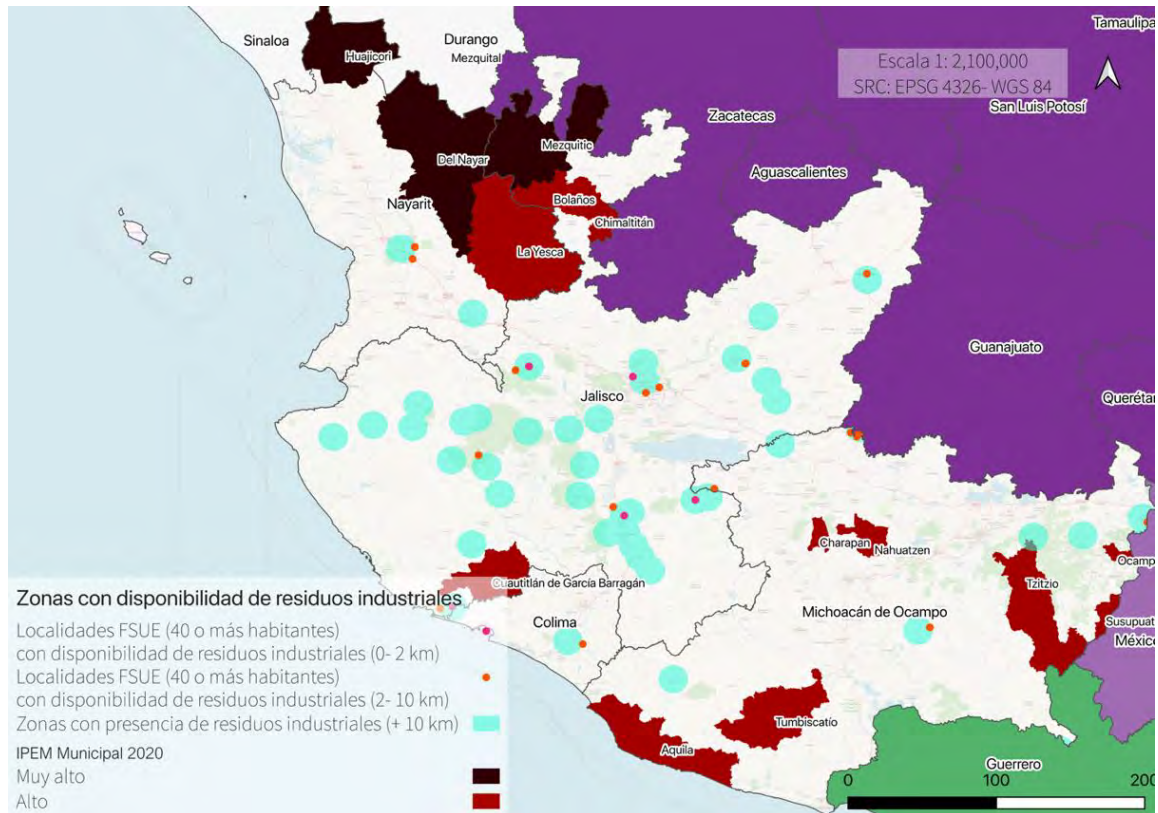 Tamaulipa
Sinaloa
Durango
Huajicori
Mezquital
Escala 1: 2,100,000
SRC: EPSG 4326- WGS 84
San Luis Potosí
Zacatecas
Mezquitic
Del Nayar
Aguascalientes
Nayarit
Bolaños
Chimaltitán
La Yesca
Guanajuato
Jalisco
Querétar
Charapan
Nahuatzen
Ocamp
Cuautitlán de García Barragán
Tzitzio
Zonas con disponibilidad de residuos industriales
Colima
Michoacán de Ocampo
Susupuat
México
Localidades FSUE (40 o más habitantes)
con disponibilidad de residuos industriales (0- 2 km)
Localidades FSUE (40 o más habitantes)
con disponibilidad de residuos industriales (2- 10 km)
Zonas con presencia de residuos industriales (+ 10 km)
Tumbiscatío
Aquila
IPEM Municipal 2020
Muy alto
Alto
Guerrero
0 100 200